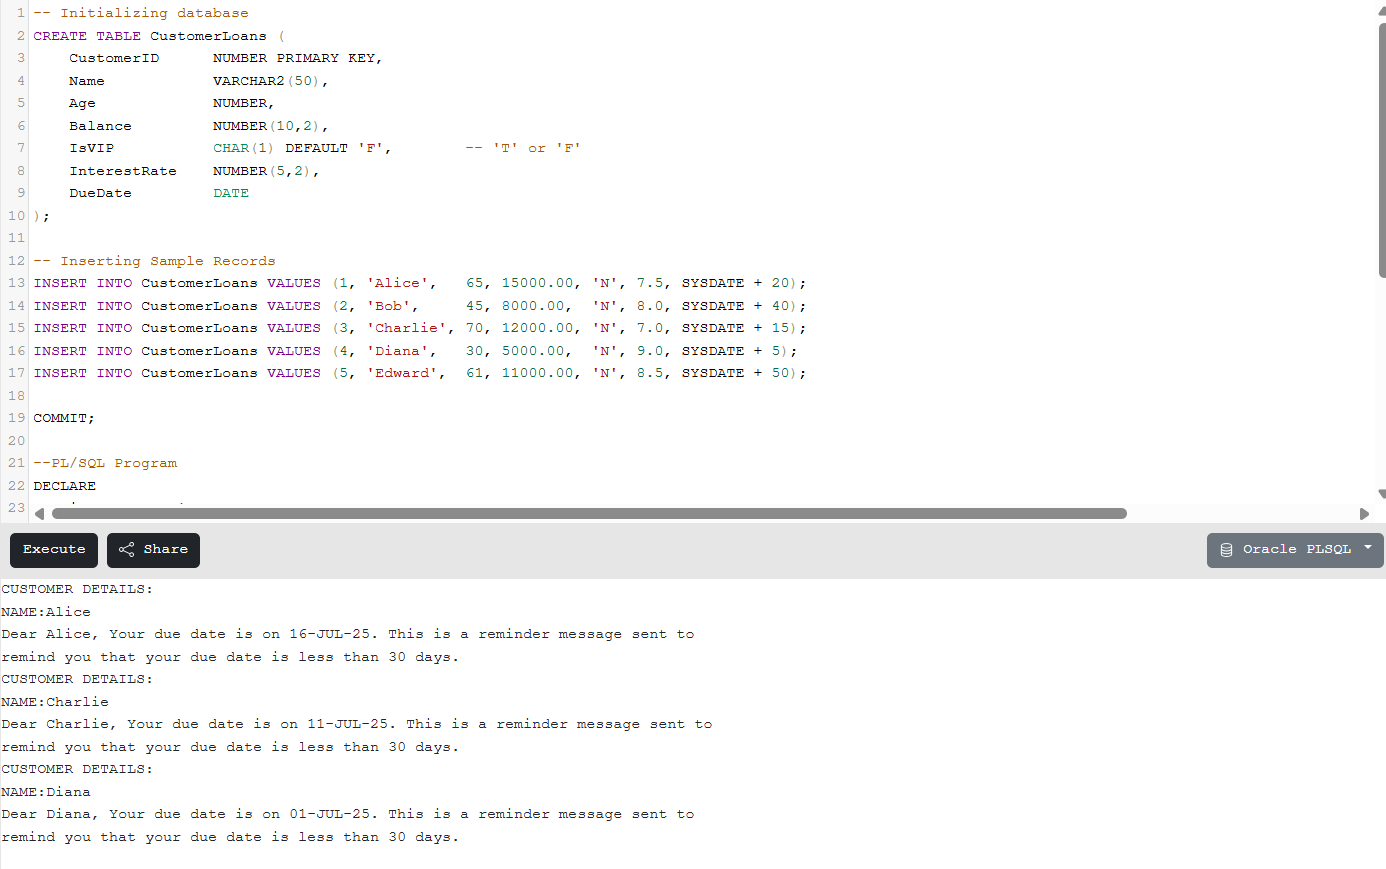 1 -- Initializing database
2 CREATE TABLE CustomerLoans (
3     CustomerID      NUMBER PRIMARY KEY,
4     Name            VARCHAR2(50),
5     Age             NUMBER,
6     Balance         NUMBER(10,2),
7     IsVIP           CHAR(1) DEFAULT 'F',        -- 'T' or 'F'
8     InterestRate    NUMBER(5,2),
9     DueDate         DATE
10 );
11
12 -- Inserting Sample Records
13 INSERT INTO CustomerLoans VALUES (1, 'Alice',   65, 15000.00, 'N', 7.5, SYSDATE + 20);
14 INSERT INTO CustomerLoans VALUES (2, 'Bob',     45, 8000.00,  'N', 8.0, SYSDATE + 40);
15 INSERT INTO CustomerLoans VALUES (3, 'Charlie', 70, 12000.00, 'N', 7.0, SYSDATE + 15);
16 INSERT INTO CustomerLoans VALUES (4, 'Diana',   30, 5000.00,  'N', 9.0, SYSDATE + 5);
17 INSERT INTO CustomerLoans VALUES (5, 'Edward',  61, 11000.00, 'N', 8.5, SYSDATE + 50);
18
19 COMMIT;
20
21 --PL/SQL Program
22 DECLARE
23
Execute Share Oracle PLSQL
CUSTOMER DETAILS:
NAME:Alice
Dear Alice, Your due date is on 16-JUL-25. This is a reminder message sent to
remind you that your due date is less than 30 days.
CUSTOMER DETAILS:
NAME:Charlie
Dear Charlie, Your due date is on 11-JUL-25. This is a reminder message sent to
remind you that your due date is less than 30 days.
CUSTOMER DETAILS:
NAME:Diana
Dear Diana, Your due date is on 01-JUL-25. This is a reminder message sent to
remind you that your due date is less than 30 days.